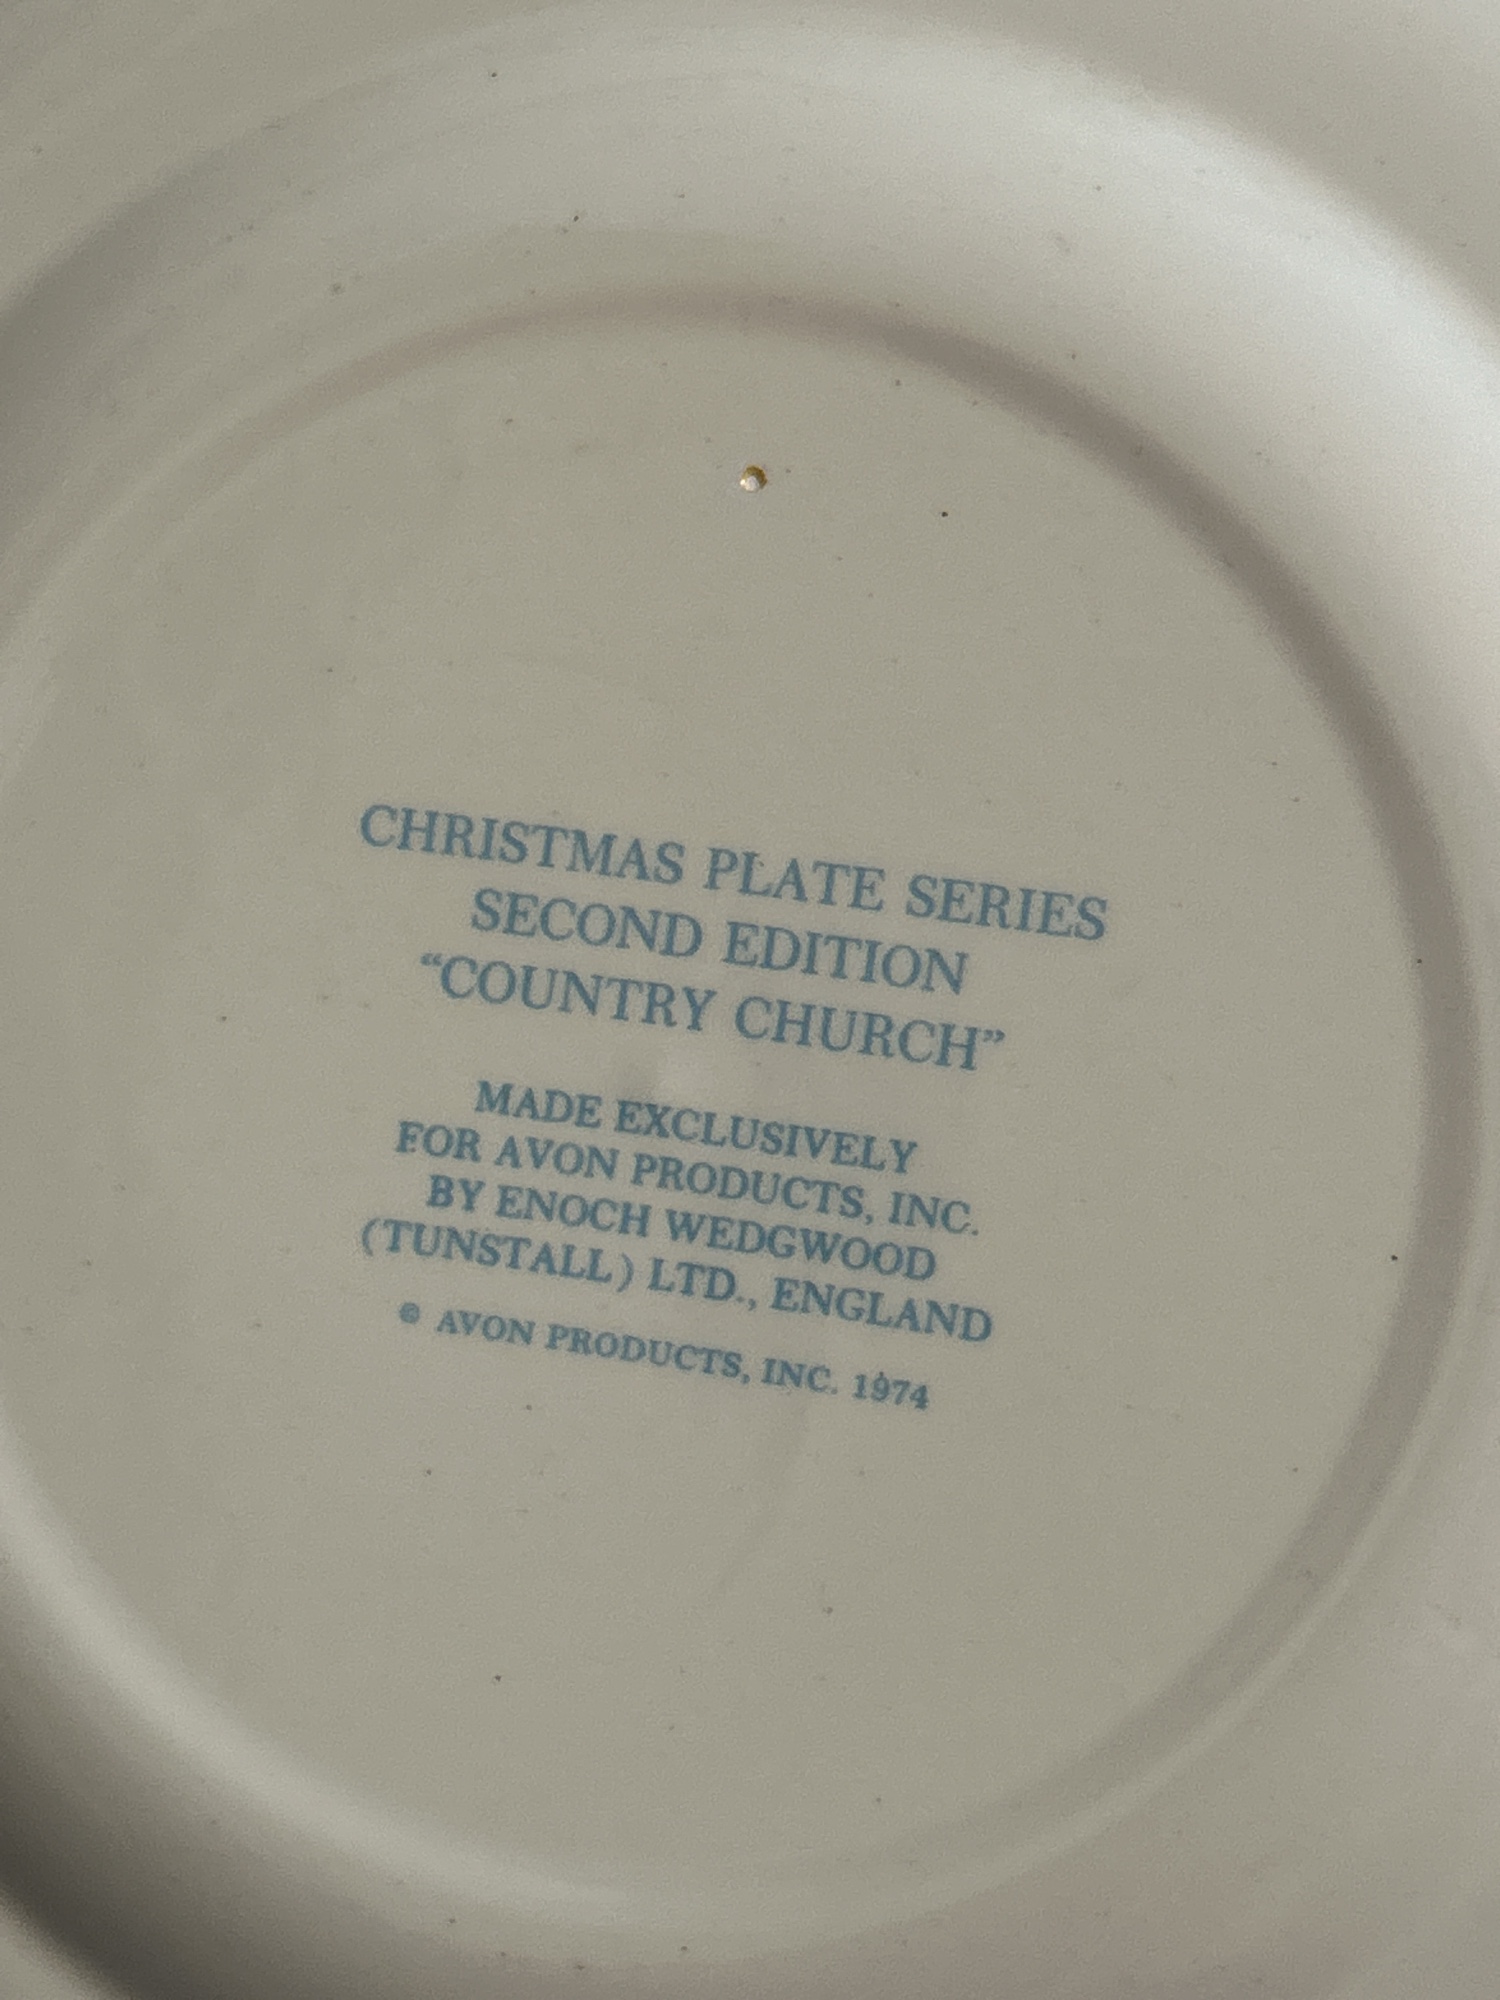 CHRISTMAS PLATE SERIES
SECOND EDITION
“COUNTRY CHURCH”
MADE EXCLUSIVELY
FOR AVON PRODUCTS, INC.
BY ENOCH WEDGWOOD
(TUNSTALL) LTD., ENGLAND
© AVON PRODUCTS, INC. 1974